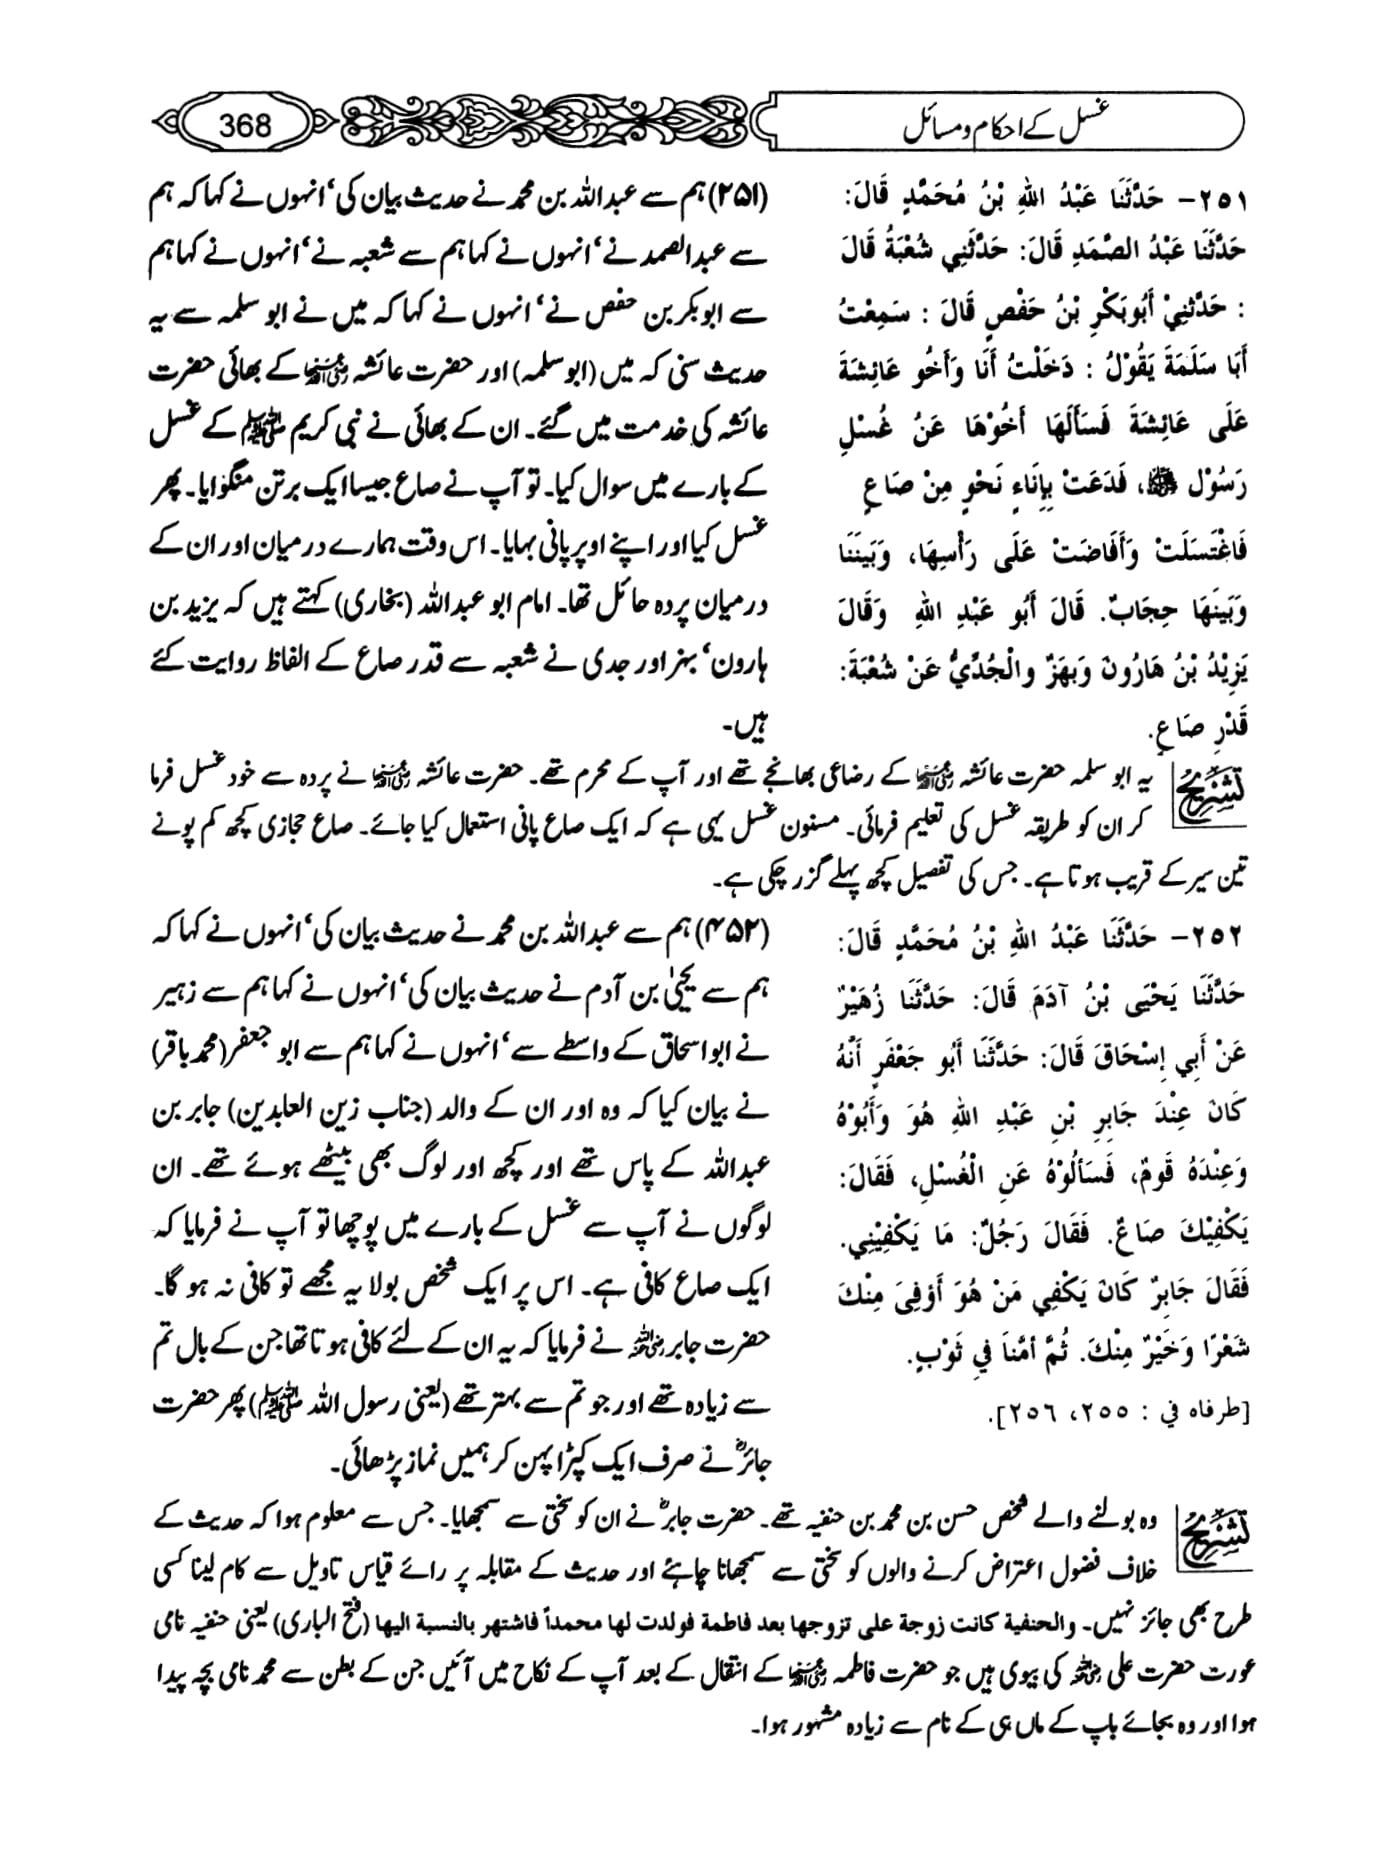 غسل کے احکام و مسائل
368
٢٥١- حَدَّثَنَا عَبْدُ اللهِ بْنُ مُحَمَّدٍ قَالَ:
حَدَّثَنَا عَبْدُ الصَّمَدِ قَالَ: حَدَّثَنِي شُعْبَةُ قَالَ
: حَدَّثَنِيْ أَبُوبَكْرِ بْنُ حَفْصٍ قَالَ : سَمِعْتُ
أَبَا سَلَمَةَ يَقُوْلُ : دَخَلْتُ أَنَا وَأَخُو عَائِشَةَ
عَلَى عَائِشَةَ فَسَأَلَهَا أَخُوْهَا عَنْ غُسْلِ
رَسُوْلِ ﷺ، فَدَعَتْ بِإِنَاءٍ نَحْوٍ مِنْ صَاعٍ
فَاغْتَسَلَتْ وَأَفَاضَتْ عَلَى رَأْسِهَا، وَبَيْنَنَا
وَبَيْنَهَا حِجَابٌ. قَالَ أَبُو عَبْدِ اللهِ وَقَالَ
يَزِيْدُ بْنُ هَارُونَ وَبَهْزٌ والْجُدِّيُّ عَنْ شُعْبَةَ:
قَدْرِ صَاعٍ.
(۲۵۱) ہم سے عبداللہ بن محمد نے حدیث بیان کی‘ انہوں نے کہا کہ ہم
سے عبدالصمد نے‘ انہوں نے کہا ہم سے شعبہ نے‘ انہوں نے کہا ہم
سے ابوبکر بن حفص نے‘ انہوں نے کہا کہ میں نے ابو سلمہ سے یہ
حدیث سنی کہ میں (ابو سلمہ) اور حضرت عائشہ رضی اللہ عنہا کے بھائی حضرت
عائشہ کی خدمت میں گئے۔ ان کے بھائی نے نبی کریم ﷺ کے غسل
کے بارے میں سوال کیا۔ تو آپ نے صاع جیسا ایک برتن منگوایا۔ پھر
غسل کیا اور اپنے اوپر پانی بہایا۔ اس وقت ہمارے درمیان اور ان کے
درمیان پردہ حائل تھا۔ امام ابو عبداللہ (بخاری) کہتے ہیں کہ یزید بن
ہارون‘ بہز اور جدی نے شعبہ سے قدر صاع کے الفاظ روایت کئے
ہیں۔
تشریح یہ ابو سلمہ حضرت عائشہ رضی اللہ عنہا کے رضاعی بھانجے تھے اور آپ کے محرم تھے۔ حضرت عائشہ رضی اللہ عنہا نے پردہ سے خود غسل فرما
کر ان کو طریقہ غسل کی تعلیم فرمائی۔ مسنون غسل یہی ہے کہ ایک صاع پانی استعمال کیا جائے۔ صاع حجازی کچھ کم پونے
تین سیر کے قریب ہوتا ہے۔ جس کی تفصیل کچھ پہلے گزر چکی ہے۔
٢٥٢- حَدَّثَنَا عَبْدُ اللهِ بْنُ مُحَمَّدٍ قَالَ:
حَدَّثَنَا يَحْيَى بْنُ آدَمَ قَالَ: حَدَّثَنَا زُهَيْرٌ
عَنْ أَبِي إِسْحَاقَ قَالَ: حَدَّثَنَا أَبُو جَعْفَرٍ أَنَّهُ
كَانَ عِنْدَ جَابِرِ بْنِ عَبْدِ اللهِ هُوَ وَأَبُوْهُ
وَعِنْدَهُ قَومٌ، فَسَأَلُوْهُ عَنِ الْغُسْلِ، فَقَالَ:
يَكْفِيْكَ صَاعٌ. فَقَالَ رَجُلٌ: مَا يَكْفِيْنِي.
فَقَالَ جَابِرٌ كَانَ يَكْفِي مَنْ هُوَ أَوْفَى مِنْكَ
شَعْرًا وَخَيْرٌ مِنْكَ. ثُمَّ أَمَّنَا فِي ثَوْبٍ.
[طرفاه في : ٢٥٥، ٢٥٦].
(۴۵۲) ہم سے عبداللہ بن محمد نے حدیث بیان کی‘ انہوں نے کہا کہ
ہم سے یحییٰ بن آدم نے حدیث بیان کی‘ انہوں نے کہا ہم سے زہیر
نے ابو اسحاق کے واسطے سے‘ انہوں نے کہا ہم سے ابو جعفر (محمد باقر)
نے بیان کیا کہ وہ اور ان کے والد (جناب زین العابدین) جابر بن
عبداللہ کے پاس تھے اور کچھ اور لوگ بھی بیٹھے ہوئے تھے۔ ان
لوگوں نے آپ سے غسل کے بارے میں پوچھا تو آپ نے فرمایا کہ
ایک صاع کافی ہے۔ اس پر ایک شخص بولا یہ مجھے تو کافی نہ ہو گا۔
حضرت جابر رضی اللہ عنہ نے فرمایا کہ یہ ان کے لئے کافی ہوتا تھا جن کے بال تم
سے زیادہ تھے اور جو تم سے بہتر تھے (یعنی رسول اللہ ﷺ) پھر حضرت
جابرؓ نے صرف ایک کپڑا پہن کر ہمیں نماز پڑھائی۔
تشریح وہ بولنے والے شخص حسن بن محمد بن حنفیہ تھے۔ حضرت جابرؓ نے ان کو سختی سے سمجھایا۔ جس سے معلوم ہوا کہ حدیث کے
خلاف فضول اعتراض کرنے والوں کو سختی سے سمجھانا چاہئے اور حدیث کے مقابلہ پر رائے قیاس تاویل سے کام لینا کسی
طرح بھی جائز نہیں۔ والحنفیة کانت زوجة علی تزوجها بعد فاطمة فولدت لها محمداً فاشتهر بالنسبة اليها (فتح الباری) یعنی حنفیہ نامی
عورت حضرت علی رضی اللہ عنہ کی بیوی ہیں جو حضرت فاطمہ رضی اللہ عنہا کے انتقال کے بعد آپ کے نکاح میں آئیں جن کے بطن سے محمد نامی بچہ پیدا
ہوا اور وہ بجائے باپ کے ماں ہی کے نام سے زیادہ مشہور ہوا۔